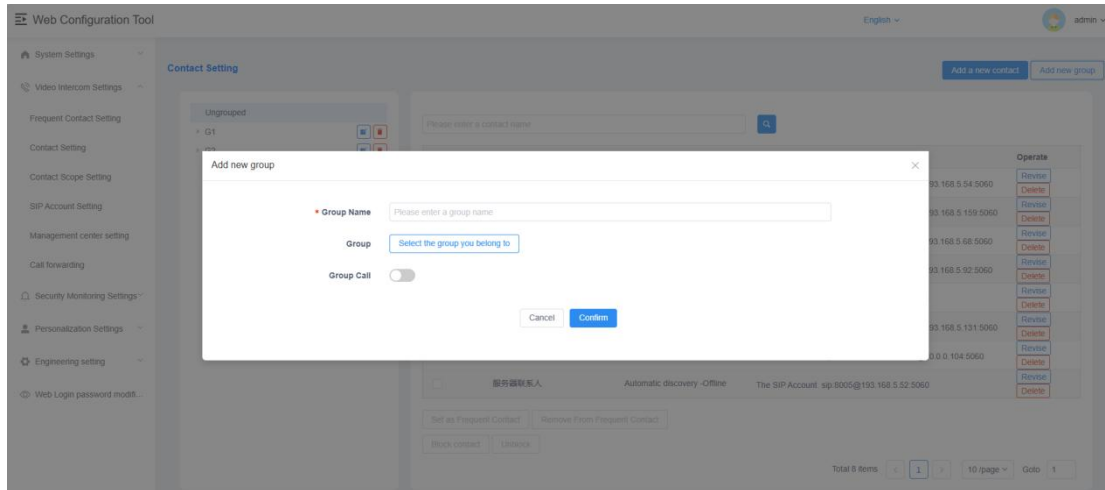 Web Configuration Tool
English
admin
System Settings
Contact Setting
Add a new contact
Add new group
Video Intercom Settings
Ungrouped
Frequent Contact Setting
Please enter a contact name
G1
Contact Setting
Add new group
Operate
Contact Scope Setting
93.168.5.54:5060
Revise
Delete
SIP Account Setting
* Group Name
Please enter a group name
93.168.5.159:5060
Revise
Delete
Management center setting
Group
Select the group you belong to
93.168.5.68:5060
Revise
Delete
Call forwarding
Group Call
93.168.5.92:5060
Revise
Delete
Security Monitoring Settings
Revise
Delete
Cancel
Confirm
Personalization Settings
93.168.5.131:5060
Revise
Delete
Engineering setting
0.0.0.104:5060
Revise
Delete
服务器联系人
Automatic discovery -Offline
The SIP Account sip:8005@193.168.5.52:5060
Revise
Delete
Web Login password modifi...
Set as Frequent Contact
Remove From Frequent Contact
Block contact
Unblock
Total 8 items
1
10 /page
Goto 1